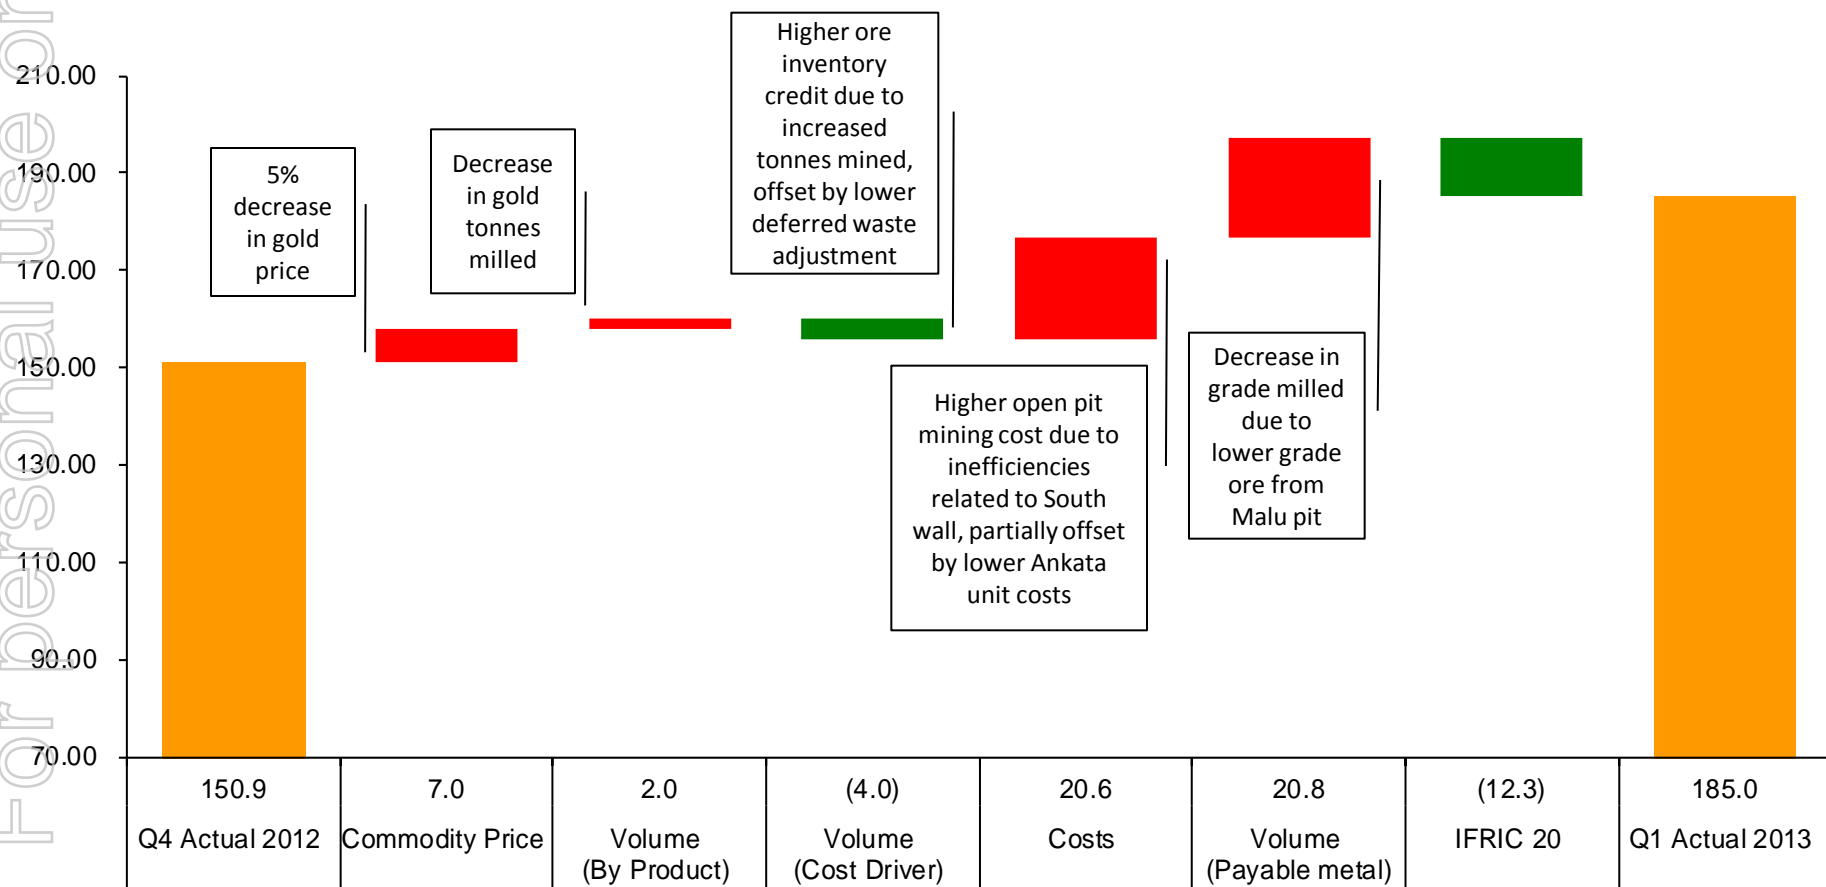 For personal use or
210.00
190.00
170.00
150.00
130.00
110.00
90.00
70.00
5%
decrease
in gold
price
Decrease
in gold
tonnes
milled
Higher ore
inventory
credit due to
increased
tonnes mined,
offset by lower
deferred waste
adjustment
Higher open pit
mining cost due to
inefficiencies
related to South
wall, partially offset
by lower Ankata
unit costs
Decrease in
grade milled
due to
lower grade
ore from
Malu pit
150.9 7.0 2.0 (4.0) 20.6 20.8 (12.3) 185.0
Q4 Actual 2012 Commodity Price Volume Volume Costs Volume IFRIC 20 Q1 Actual 2013
(By Product) (Cost Driver) (Payable metal)